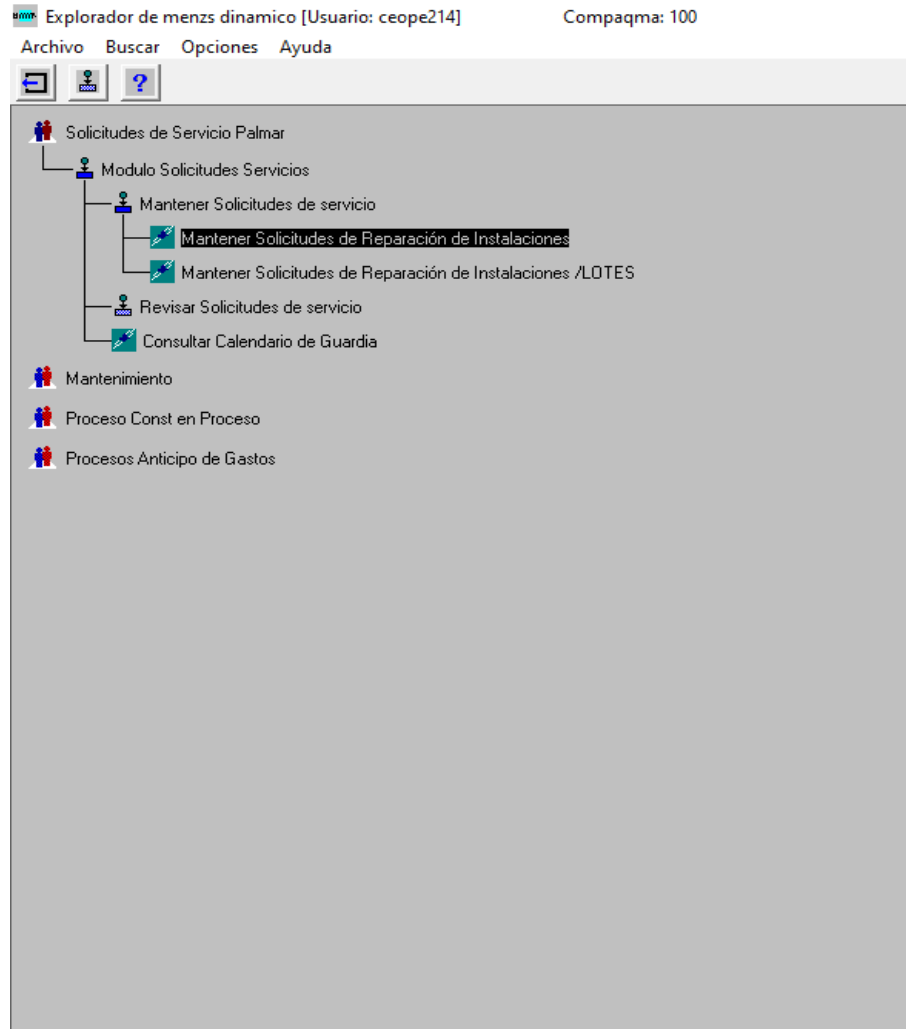 Explorador de menzs dinamico [Usuario: ceope214] Compaqma: 100
Archivo Buscar Opciones Ayuda
?
Solicitudes de Servicio Palmar
Modulo Solicitudes Servicios
Mantener Solicitudes de servicio
Mantener Solicitudes de Reparación de Instalaciones
Mantener Solicitudes de Reparación de Instalaciones /LOTES
Revisar Solicitudes de servicio
Consultar Calendario de Guardia
Mantenimiento
Proceso Const en Proceso
Procesos Anticipo de Gastos